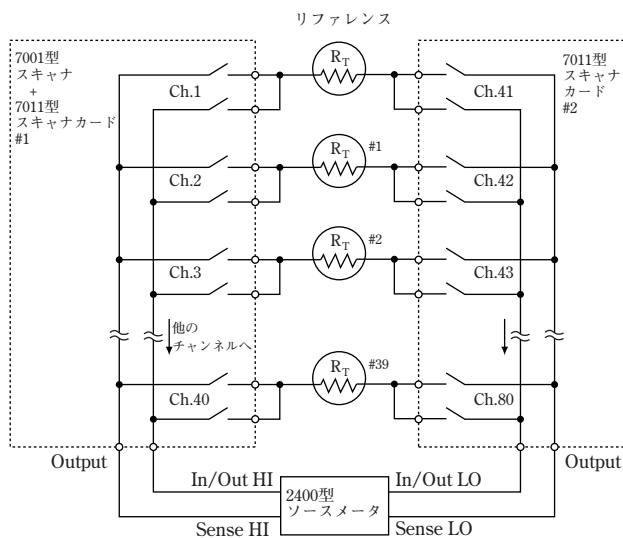 リファレンス
7001型
スキャナ
+
7011型
スキャナカード
#1
RT
Ch.1
Ch.41
7011型
スキャナ
カード
#2
RT
#1
Ch.2
Ch.42
RT
#2
Ch.3
Ch.43
他の
チャンネルへ
RT
#39
Ch.40
Ch.80
Output
Output
In/Out HI
In/Out LO
2400型
ソースメータ
Sense HI
Sense LO